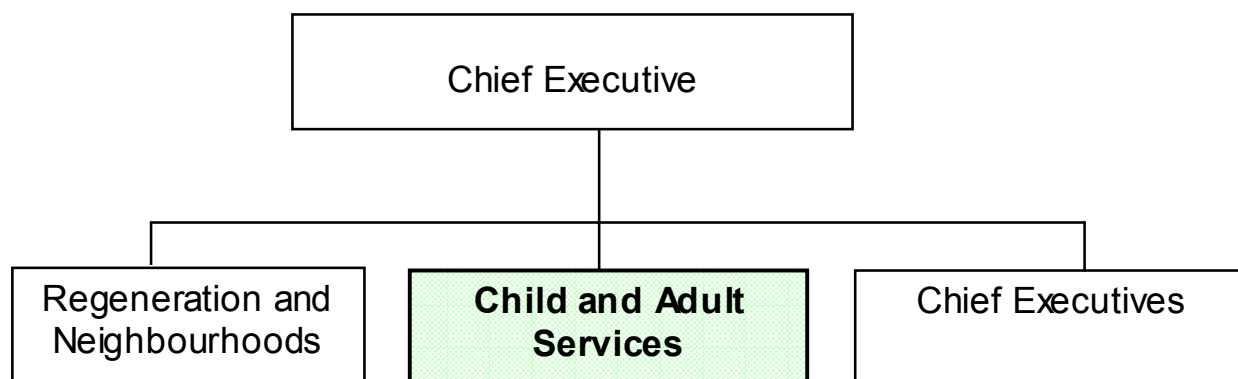 Chief Executive
Regeneration and
Neighbourhoods
Child and Adult
Services
Chief Executives